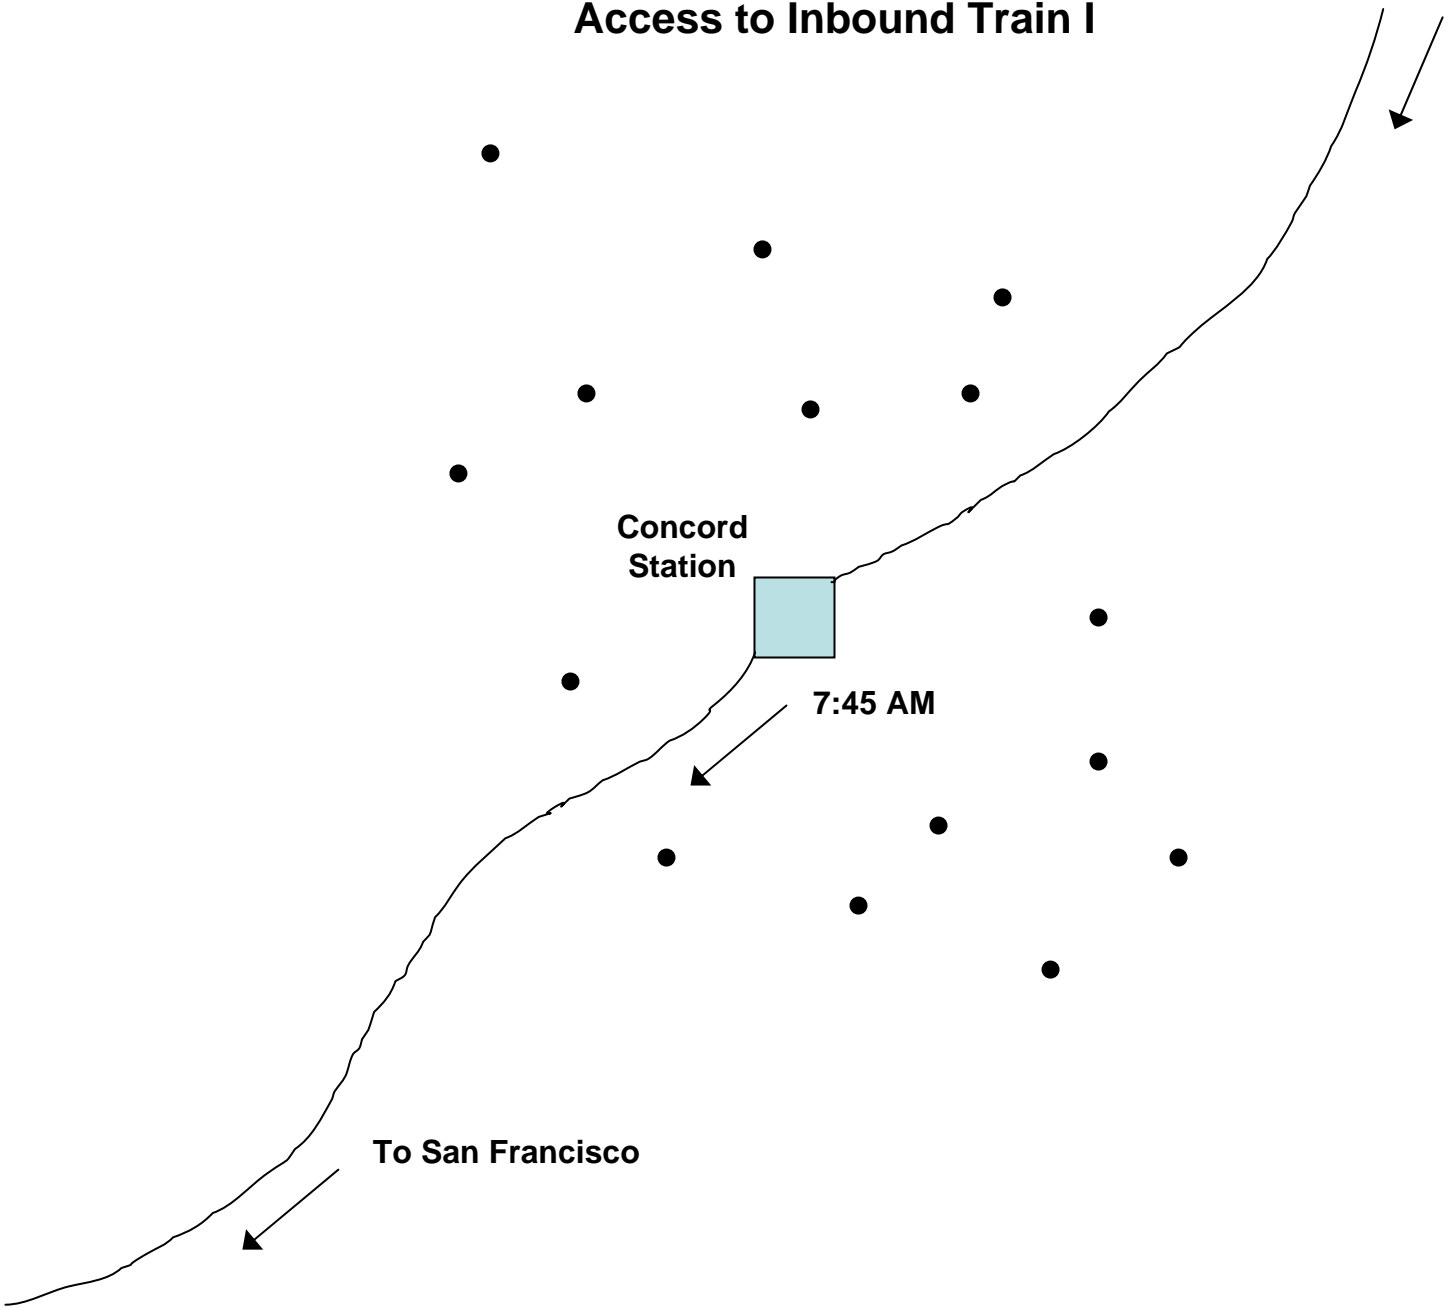 Access to Inbound Train I
Concord
Station
7:45 AM
To San Francisco